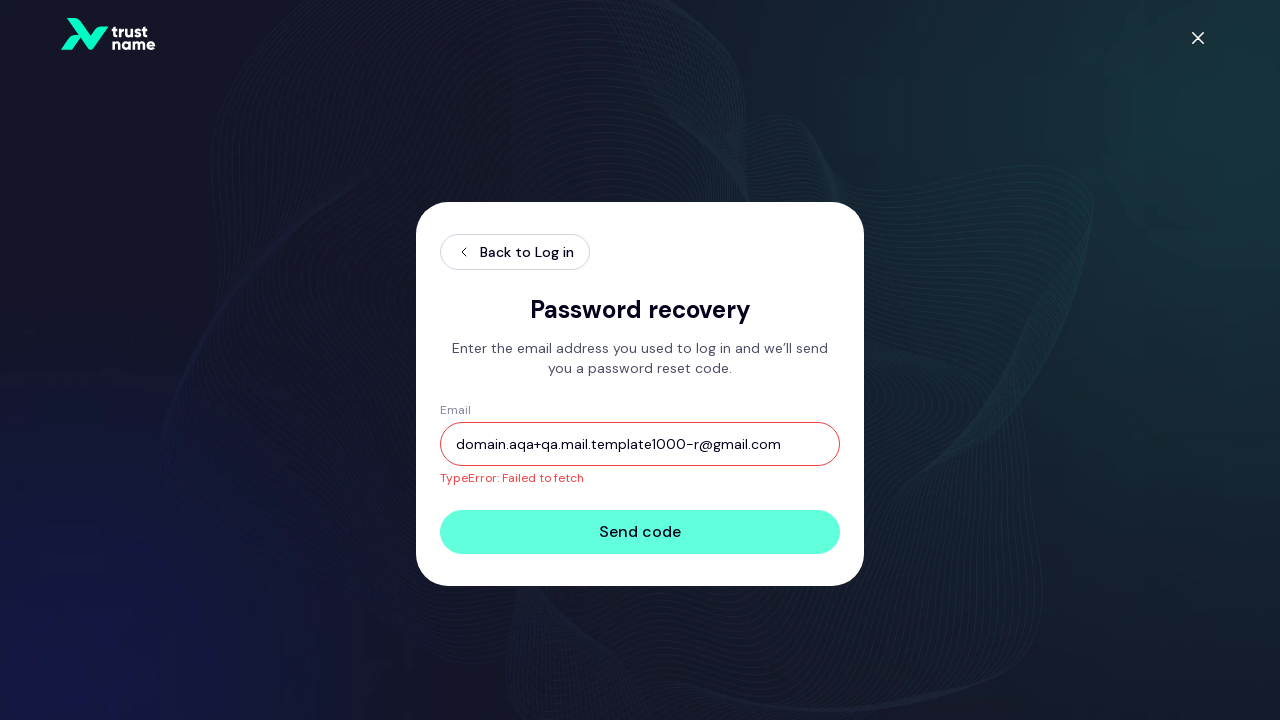 trust
name
Back to Log in
Password recovery
Enter the email address you used to log in and we’ll send
you a password reset code.
Email
domain.aqa+qa.mail.template1000-r@gmail.com
TypeError: Failed to fetch
Send code